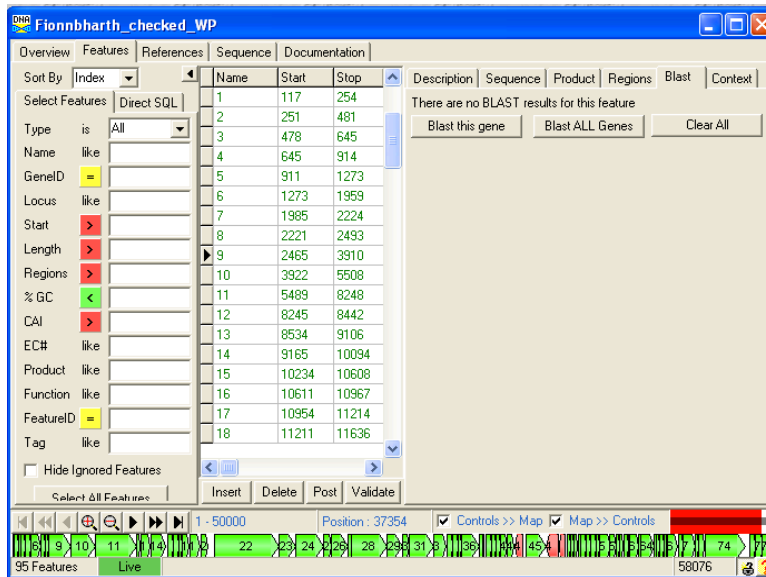 DNA Fionnbharth_checked_WP
Overview Features References Sequence Documentation
Sort By Index
Select Features Direct SQL
Type is All
Name like
GeneID =
Locus like
Start >
Length >
Regions >
% GC <
CAI >
EC# like
Product like
Function like
FeatureID =
Tag like
Hide Ignored Features
Select All Features
Name Start Stop
1 117 254
2 251 481
3 478 645
4 645 914
5 911 1273
6 1273 1959
7 1985 2224
8 2221 2493
9 2465 3910
10 3922 5508
11 5489 8248
12 8245 8442
13 8534 9106
14 9165 10094
15 10234 10608
16 10611 10967
17 10954 11214
18 11211 11636
Insert Delete Post Validate
Description Sequence Product Regions Blast Context
There are no BLAST results for this feature
Blast this gene Blast ALL Genes Clear All
1 - 50000 Position : 37354 Controls >> Map Map >> Controls
9 10 11 22 23 24 28 31 74
95 Features Live 58076